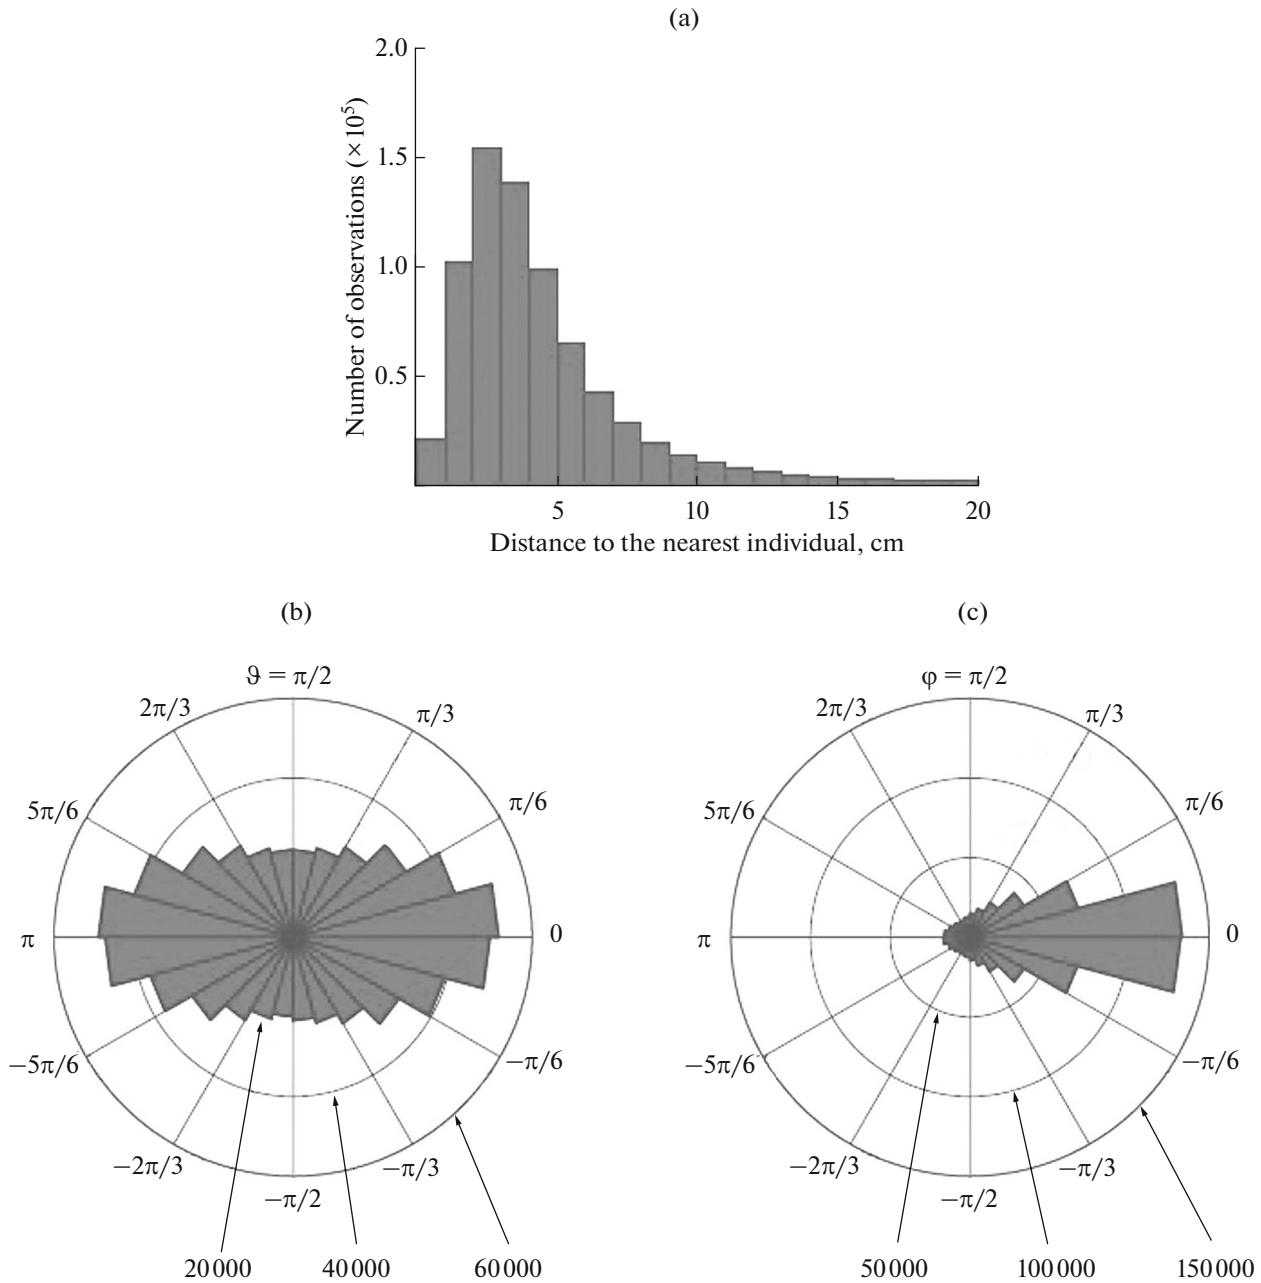 (a)
2.0
1.5
1.0
0.5
Number of observations (×10⁵)
5 10 15 20
Distance to the nearest individual, cm
(b)
ϑ = π/2
2π/3 π/3
5π/6 π/6
π 0
−5π/6 −π/6
−2π/3 −π/3
−π/2
20000 40000 60000
(c)
φ = π/2
2π/3 π/3
5π/6 π/6
π 0
−5π/6 −π/6
−2π/3 −π/3
−π/2
50000 100000 150000